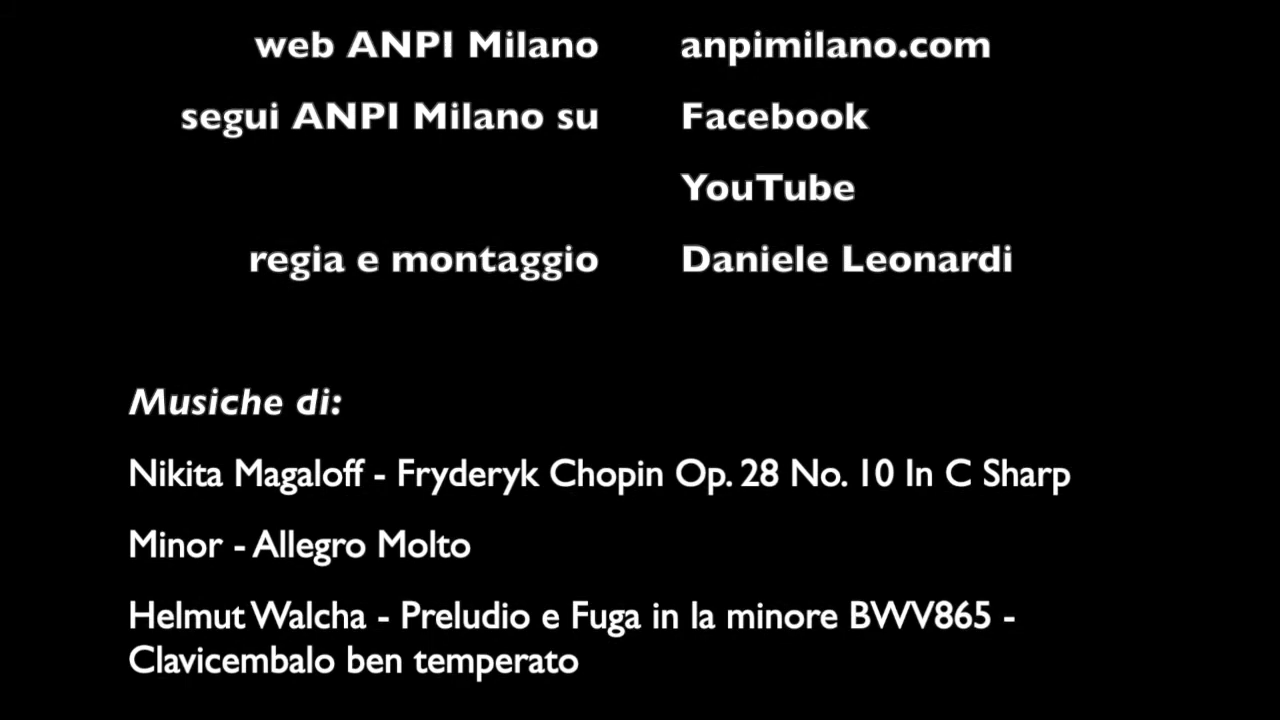 web ANPI Milano anpimilano.com
segui ANPI Milano su Facebook
YouTube
regia e montaggio Daniele Leonardi
Musiche di:
Nikita Magaloff - Fryderyk Chopin Op. 28 No. 10 In C Sharp
Minor - Allegro Molto
Helmut Walcha - Preludio e Fuga in la minore BWV865 -
Clavicembalo ben temperato